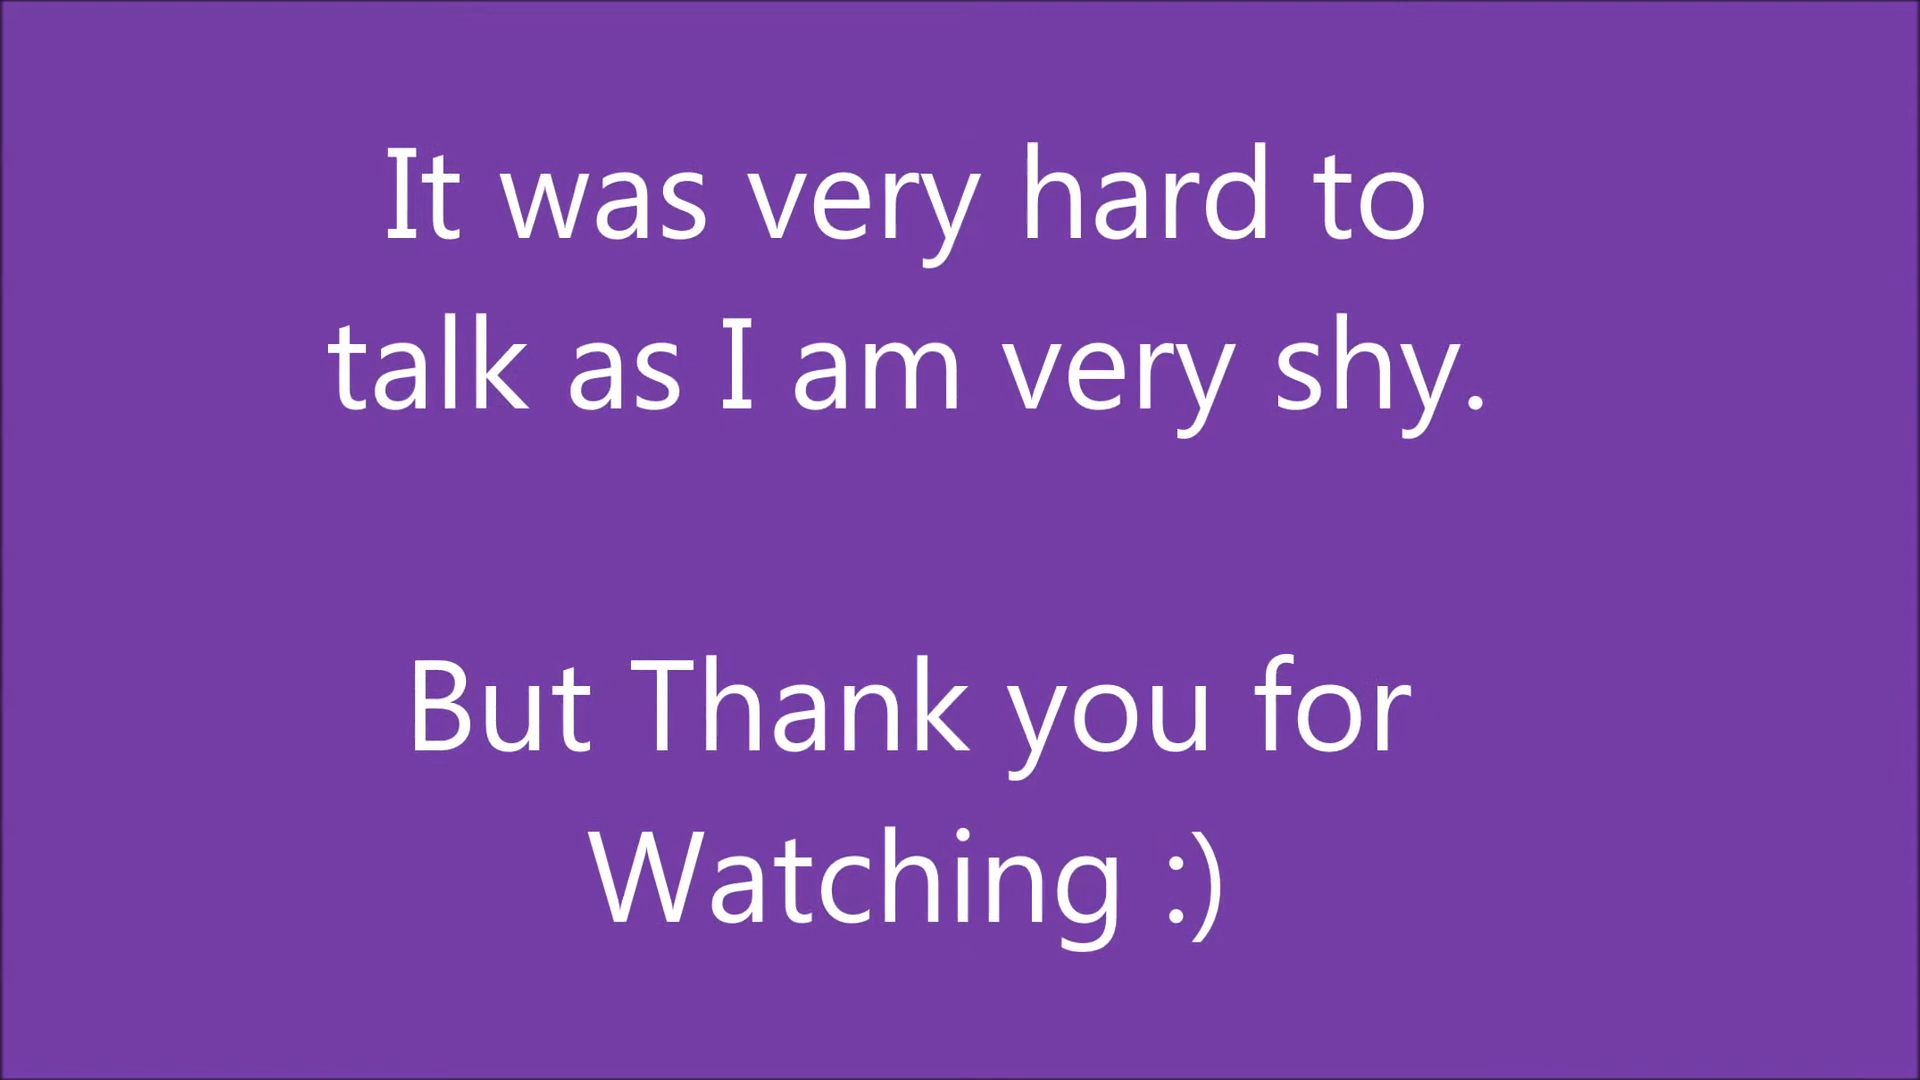 It was very hard to
talk as I am very shy.
But Thank you for
Watching :)